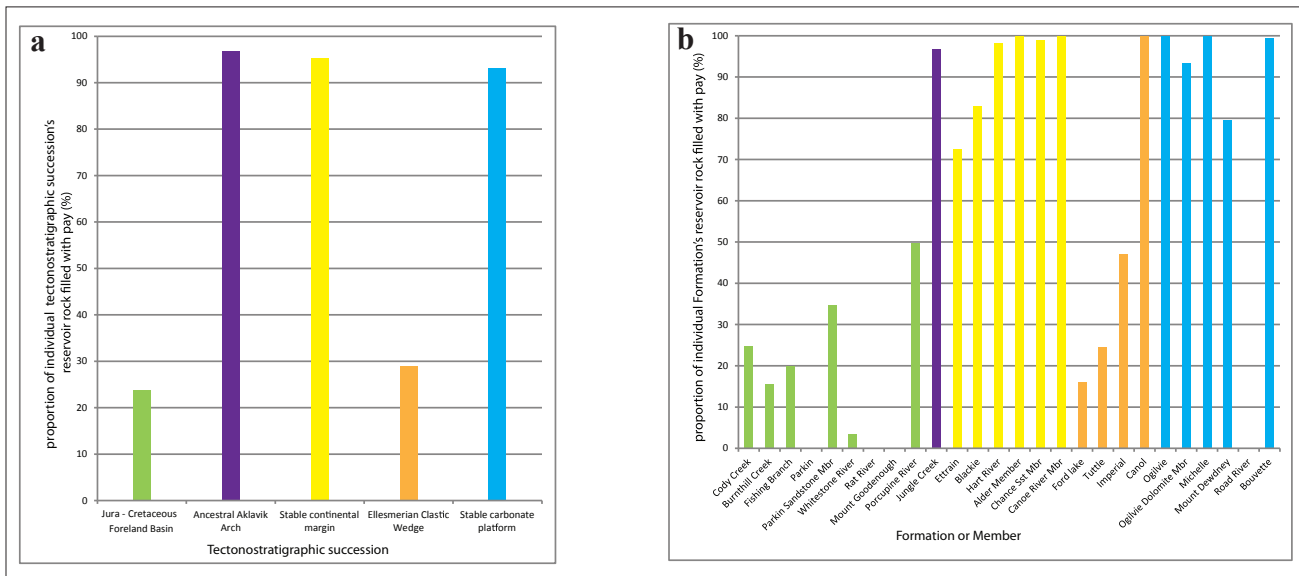 a
proportion of individual tectonostratigraphic succession's
reservoir rock filled with pay (%)
100
90
80
70
60
50
40
30
20
10
0
Jura - Cretaceous
Foreland Basin
Ancestral Aklavik
Arch
Stable continental
margin
Ellesmerian Clastic
Wedge
Stable carbonate
platform
Tectonostratigraphic succession
b
proportion of individual Formation's reservoir rock filled with pay (%)
100
90
80
70
60
50
40
30
20
10
0
Cody Creek
Burnthill Creek
Fishing Branch
Parkin
Parkin Sandstone Mbr
Whitestone River
Rat River
Mount Goodenough
Porcupine River
Jungle Creek
Ettrain
Blackie
Hart River
Alder Member
Chance Sst Mbr
Canoe River Mbr
Ford lake
Tuttle
Imperial
Canol
Ogilvie
Ogilvie Dolomite Mbr
Michelle
Mount Dewdney
Road River
Bouvette
Formation or Member